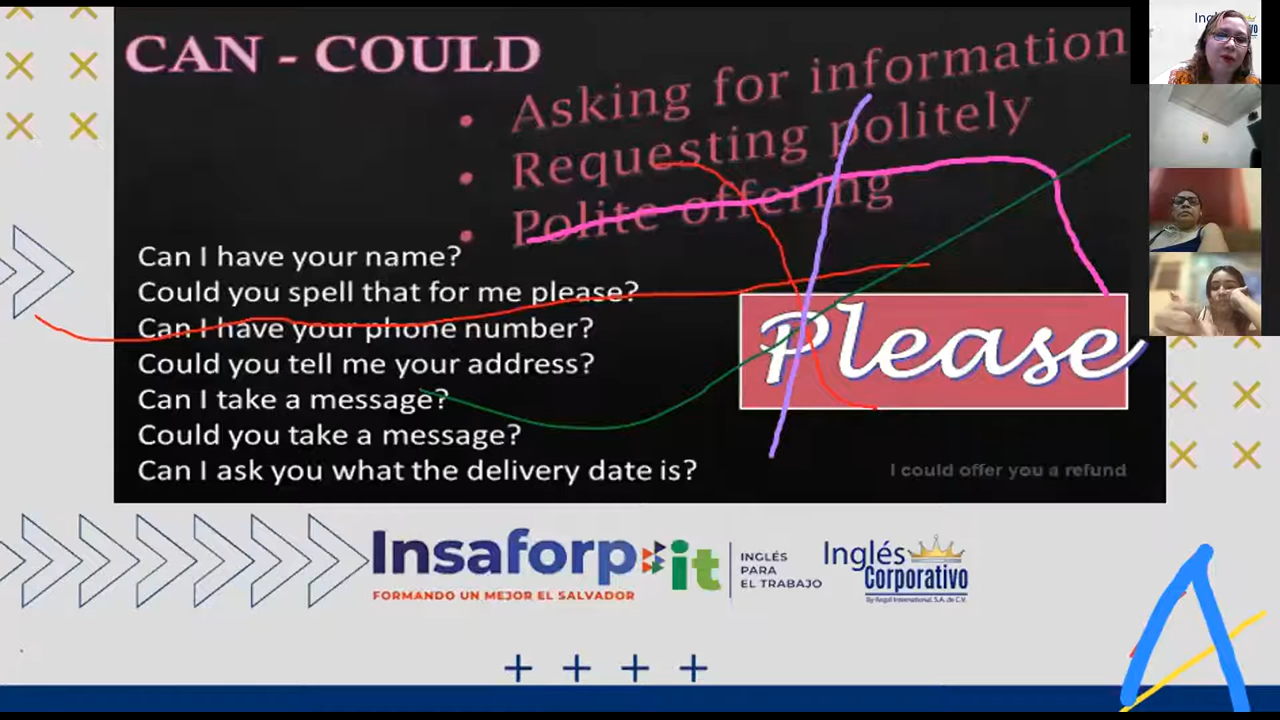 CAN - COULD
• Asking for information
• Requesting politely
• Polite offering
Can I have your name?
Could you spell that for me please?
Can I have your phone number?
Could you tell me your address?
Can I take a message?
Could you take a message?
Can I ask you what the delivery date is?
Please
I could offer you a refund
Insaforp it
FORMANDO UN MEJOR EL SALVADOR
INGLÉS
PARA
EL TRABAJO
Inglés
Corporativo